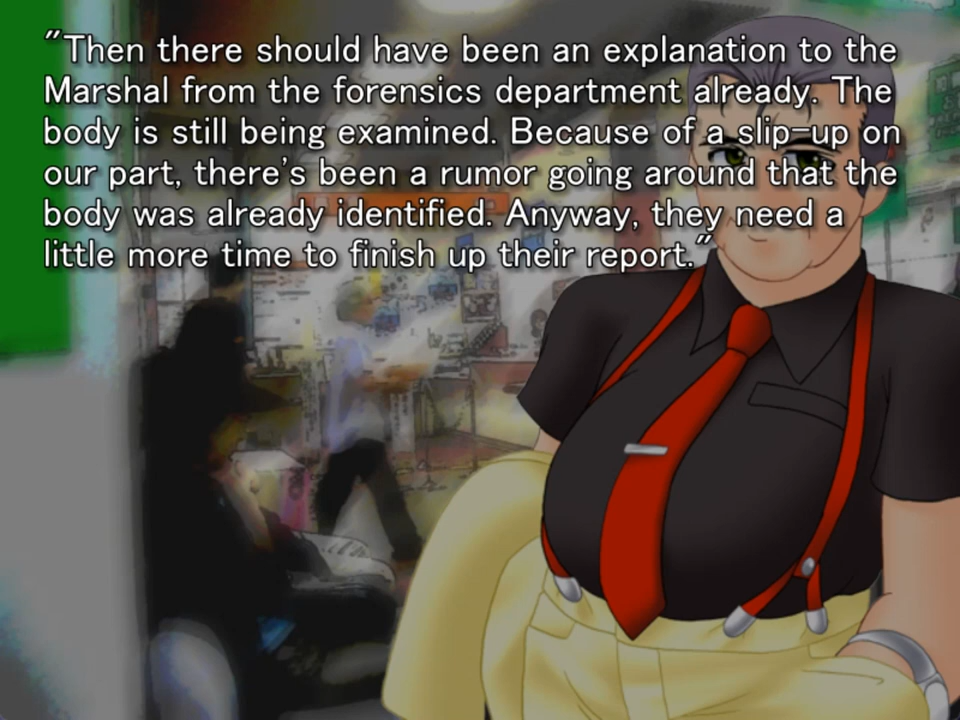 "Then there should have been an explanation to the
Marshal from the forensics department already. The
body is still being examined. Because of a slip-up on
our part, there's been a rumor going around that the
body was already identified. Anyway, they need a
little more time to finish up their report."